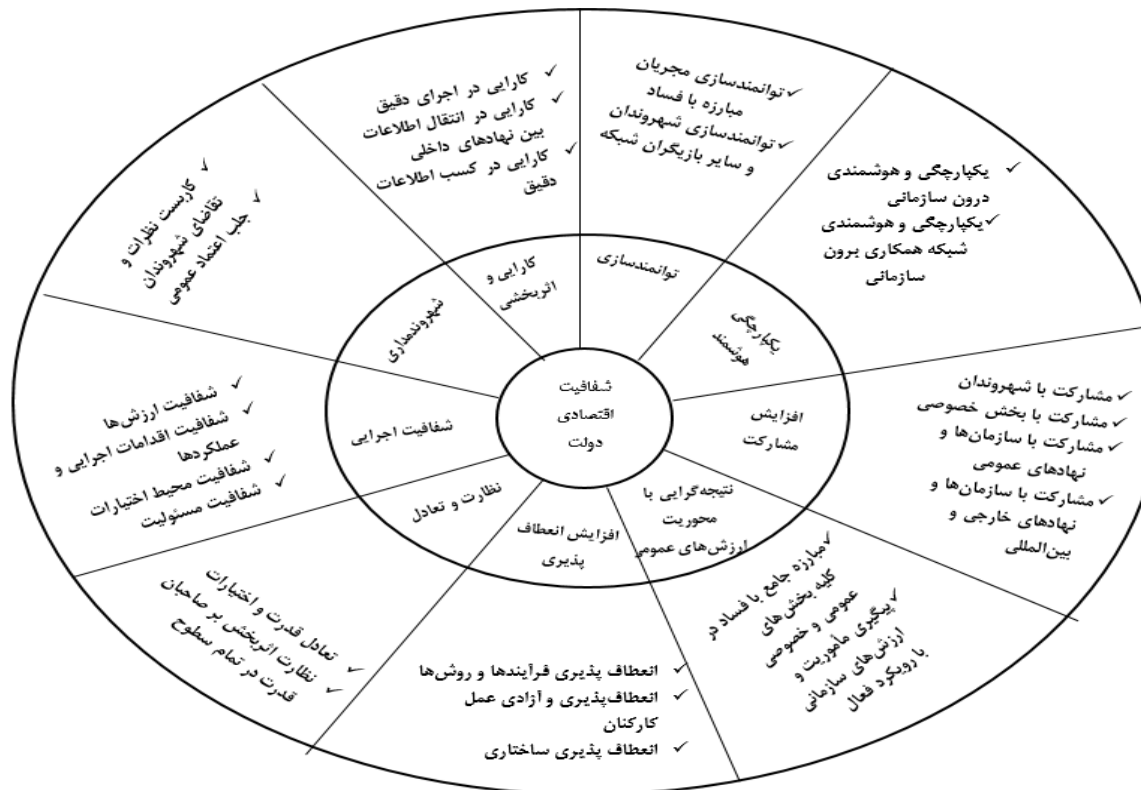 شفافیت
اقتصادی
دولت
توانمندسازی
یکپارچگی
هوشمند
افزایش
مشارکت
نتیجه‌گرایی با
محوریت
ارزش‌های عمومی
افزایش انعطاف
پذیری
نظارت و تعادل
شفافیت اجرایی
شهروندمداری
کارایی و
اثربخشی
✓ توانمندسازی مجریان
مبارزه با فساد
✓ توانمندسازی شهروندان
و سایر بازیگران شبکه
✓ یکپارچگی و هوشمندی
درون سازمانی
✓ یکپارچگی و هوشمندی
شبکه همکاری برون
سازمانی
✓ مشارکت با شهروندان
✓ مشارکت با بخش خصوصی
✓ مشارکت با سازمان‌ها و
نهادهای عمومی
✓ مشارکت با سازمان‌ها و
نهادهای خارجی و
بین‌المللی
✓ مبارزه جامع با فساد در
کلیه بخش‌های
عمومی و خصوصی
✓ پیگیری مأموریت و
ارزش‌های سازمانی
با رویکرد فعال
✓ انعطاف پذیری فرآیندها و روش‌ها
✓ انعطاف‌پذیری و آزادی عمل
کارکنان
✓ انعطاف پذیری ساختاری
✓ تعادل قدرت و اختیارات
✓ نظارت اثربخش بر صاحبان
قدرت در تمام سطوح
✓ شفافیت ارزش‌ها
✓ شفافیت اقدامات اجرایی و
عملکردها
✓ شفافیت محیط اختیارات
✓ شفافیت مسئولیت
✓ کاربست نظرات و
تقاضای شهروندان
✓ جلب اعتماد عمومی
✓ کارایی در اجرای دقیق
✓ کارایی در انتقال اطلاعات
بین نهادهای داخلی
✓ کارایی در کسب اطلاعات
دقیق